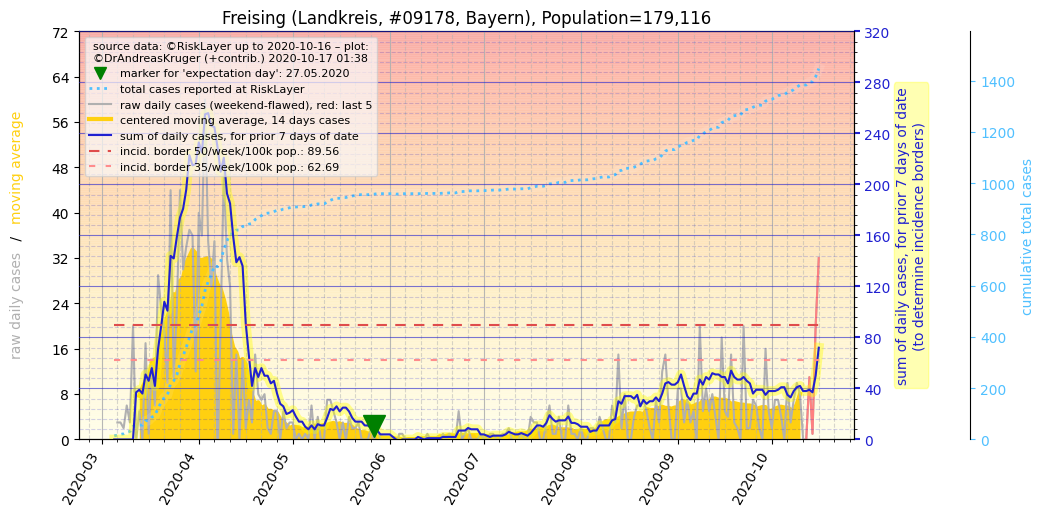 Freising (Landkreis, #09178, Bayern), Population=179,116
source data: ©RiskLayer up to 2020-10-16 – plot:
©DrAndreasKruger (+contrib.) 2020-10-17 01:38
marker for 'expectation day': 27.05.2020
total cases reported at RiskLayer
raw daily cases (weekend-flawed), red: last 5
centered moving average, 14 days cases
sum of daily cases, for prior 7 days of date
incid. border 50/week/100k pop.: 89.56
incid. border 35/week/100k pop.: 62.69
raw daily cases / moving average
72
64
56
48
40
32
24
16
8
0
2020-03
2020-04
2020-05
2020-06
2020-07
2020-08
2020-09
2020-10
320
280
240
200
160
120
80
40
0
sum of daily cases, for prior 7 days of date
(to determine incidence borders)
1400
1200
1000
800
600
400
200
0
cumulative total cases